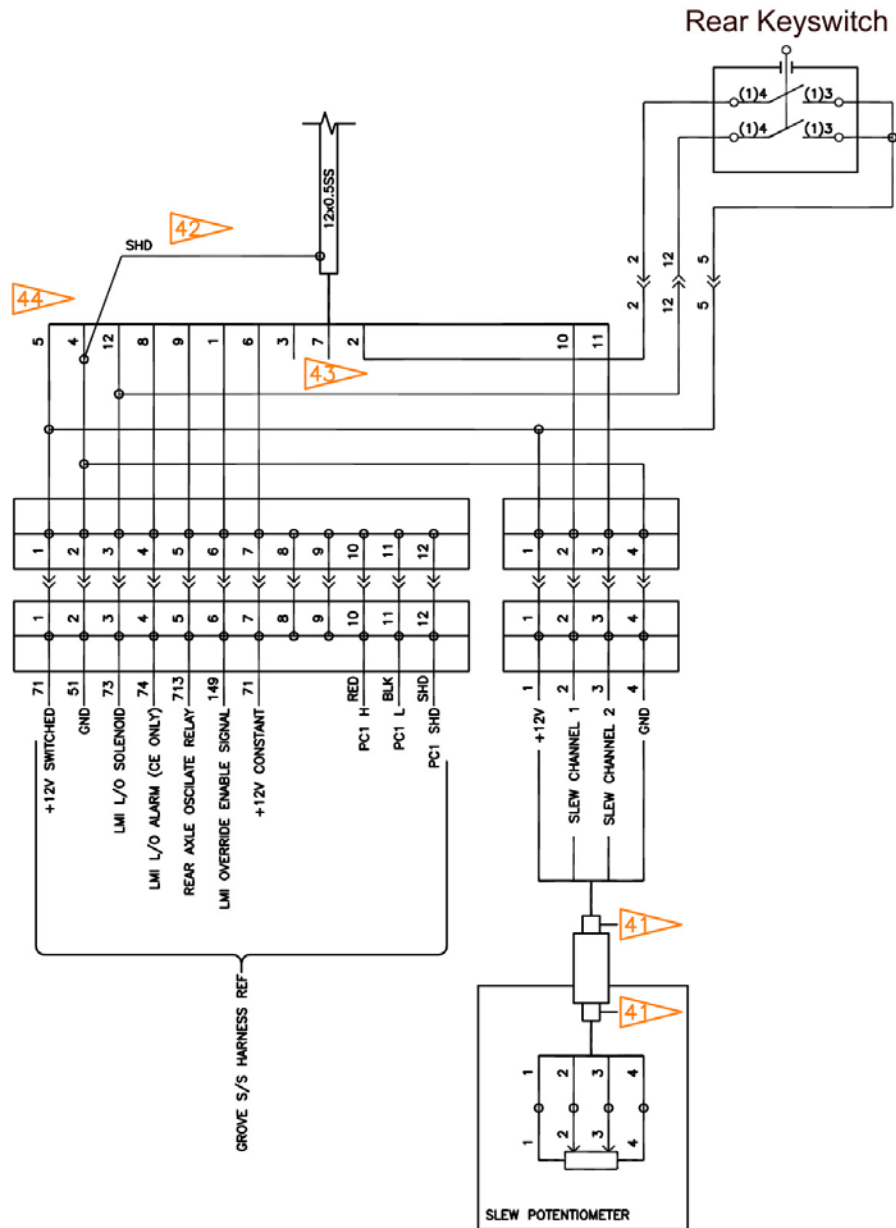 Rear Keyswitch
(1)4 (1)3
(1)4 (1)3
12x0.5SS
42
SHD
2 12 5
44
2 12 5
5 4 12 8 9 1 6 3 7 2 10 11
43
1 2 3 4 5 6 7 8 9 10 11 12 1 2 3 4
1 2 3 4 5 6 7 8 9 10 11 12 1 2 3 4
71 +12V SWITCHED
51 GND
73 LMI L/O SOLENOID
74 LMI L/O ALARM (CE ONLY)
713 REAR AXLE OSCILATE RELAY
149 LMI OVERRIDE ENABLE SIGNAL
71 +12V CONSTANT
RED PC1 H
BLK PC1 L
SHD PC1 SHD
1 +12V
2 SLEW CHANNEL 1
3 SLEW CHANNEL 2
4 GND
GROVE S/S HARNESS REF
41
41
1 2 3 4
1 2 3 4
SLEW POTENTIOMETER